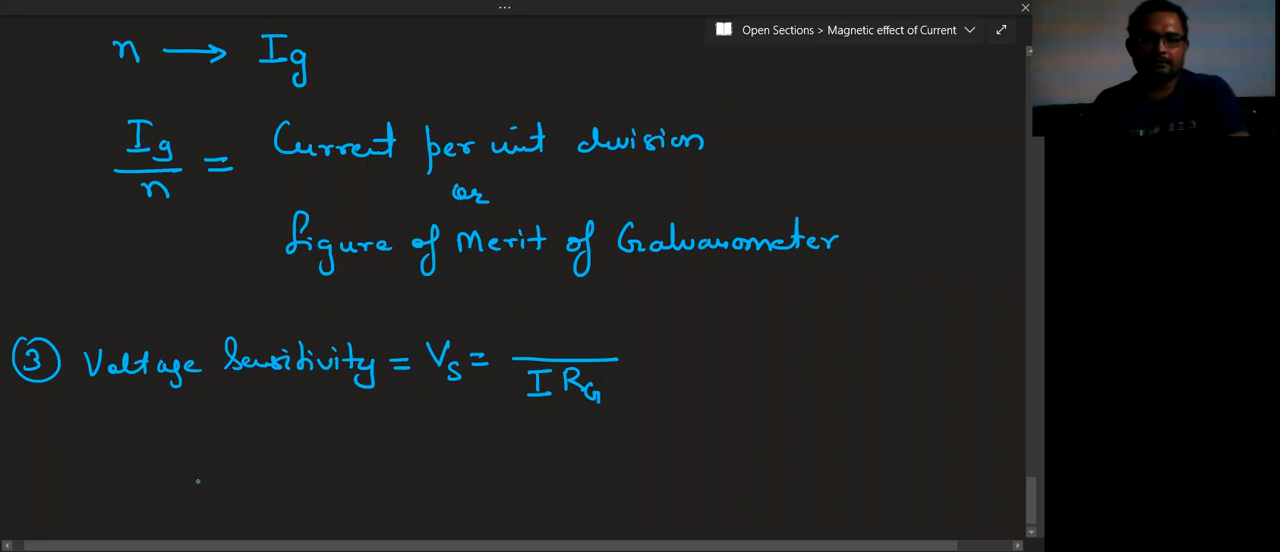 Open Sections > Magnetic effect of Current
n → Ig
Ig / n = Current per unit division
or
figure of Merit of Galvanometer
③ Voltage Sensitivity = Vs = / I RG